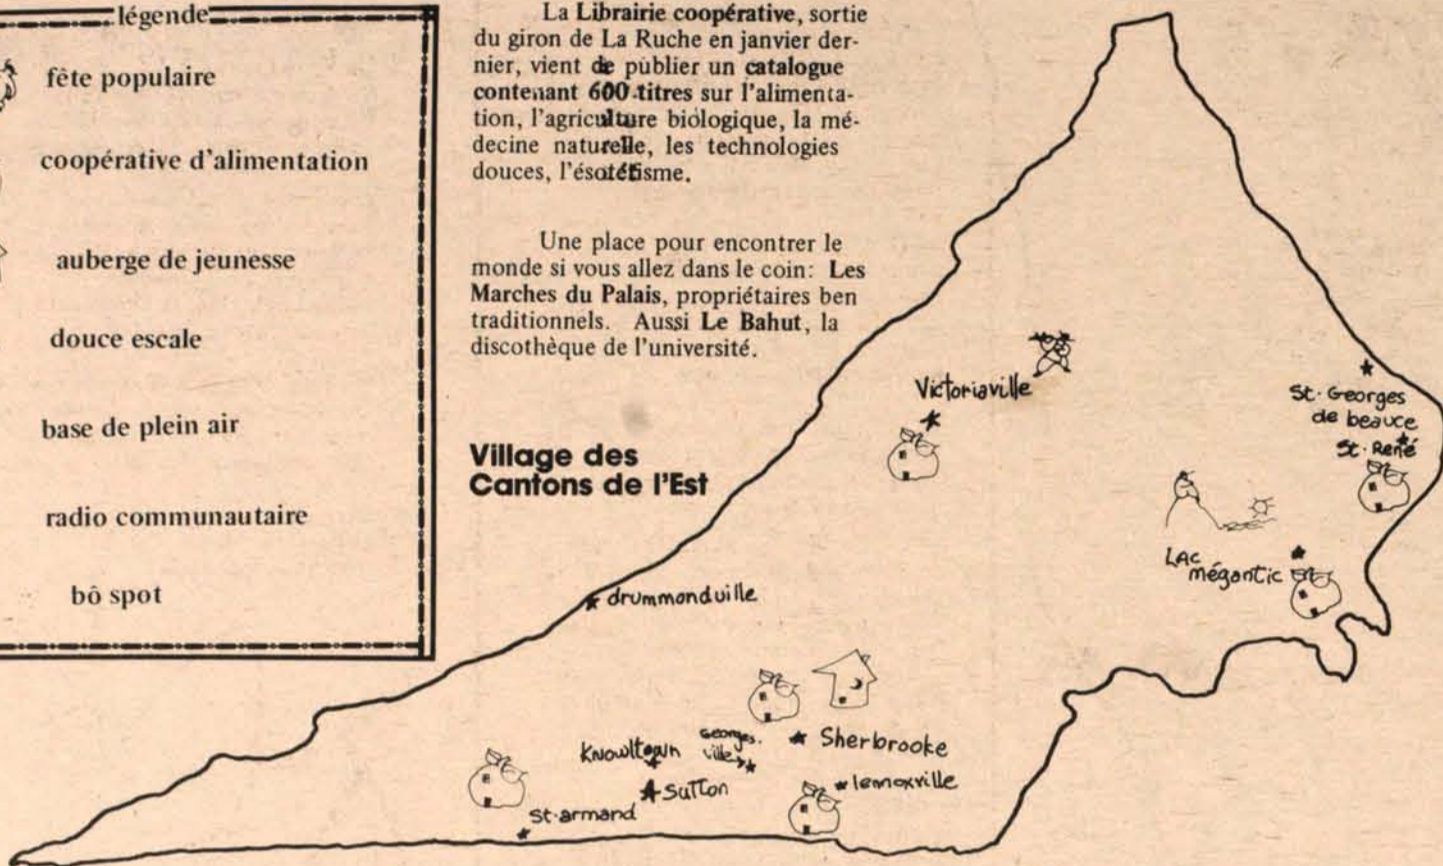 légende
fête populaire
coopérative d'alimentation
auberge de jeunesse
douce escale
base de plein air
radio communautaire
bô spot
La Librairie coopérative, sortie
du giron de La Ruche en janvier der-
nier, vient de publier un catalogue
contenant 600 titres sur l'alimenta-
tion, l'agriculture biologique, la mé-
decine naturelle, les technologies
douces, l'ésotétisme.
Une place pour encontrer le
monde si vous allez dans le coin: Les
Marches du Palais, propriétaires ben
traditionnels. Aussi Le Bahut, la
discothèque de l'université.
Village des
Cantons de l'Est
Victoriaville
St. Georges
de beauce
St. René
Lac
mégantic
drummondville
Sherbrooke
Georges.
ville
Knowltown
Sutton
lennoxville
St. armand